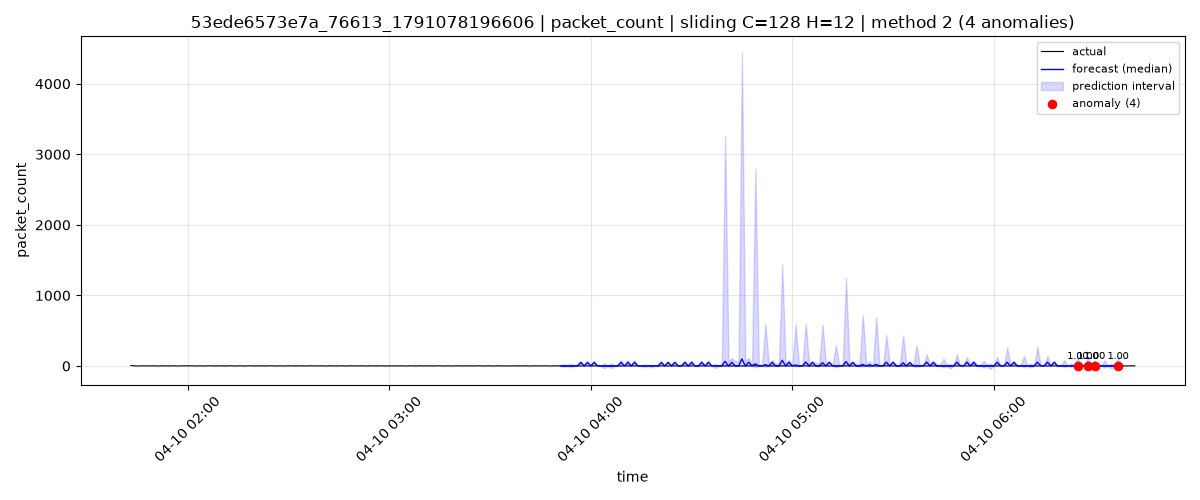 53ede6573e7a_76613_1791078196606 | packet_count | sliding C=128 H=12 | method 2 (4 anomalies)
actual
forecast (median)
prediction interval
anomaly (4)
packet_count
4000
3000
2000
1000
0
1.00
1.00
04-10 02:00
04-10 03:00
04-10 04:00
04-10 05:00
04-10 06:00
time